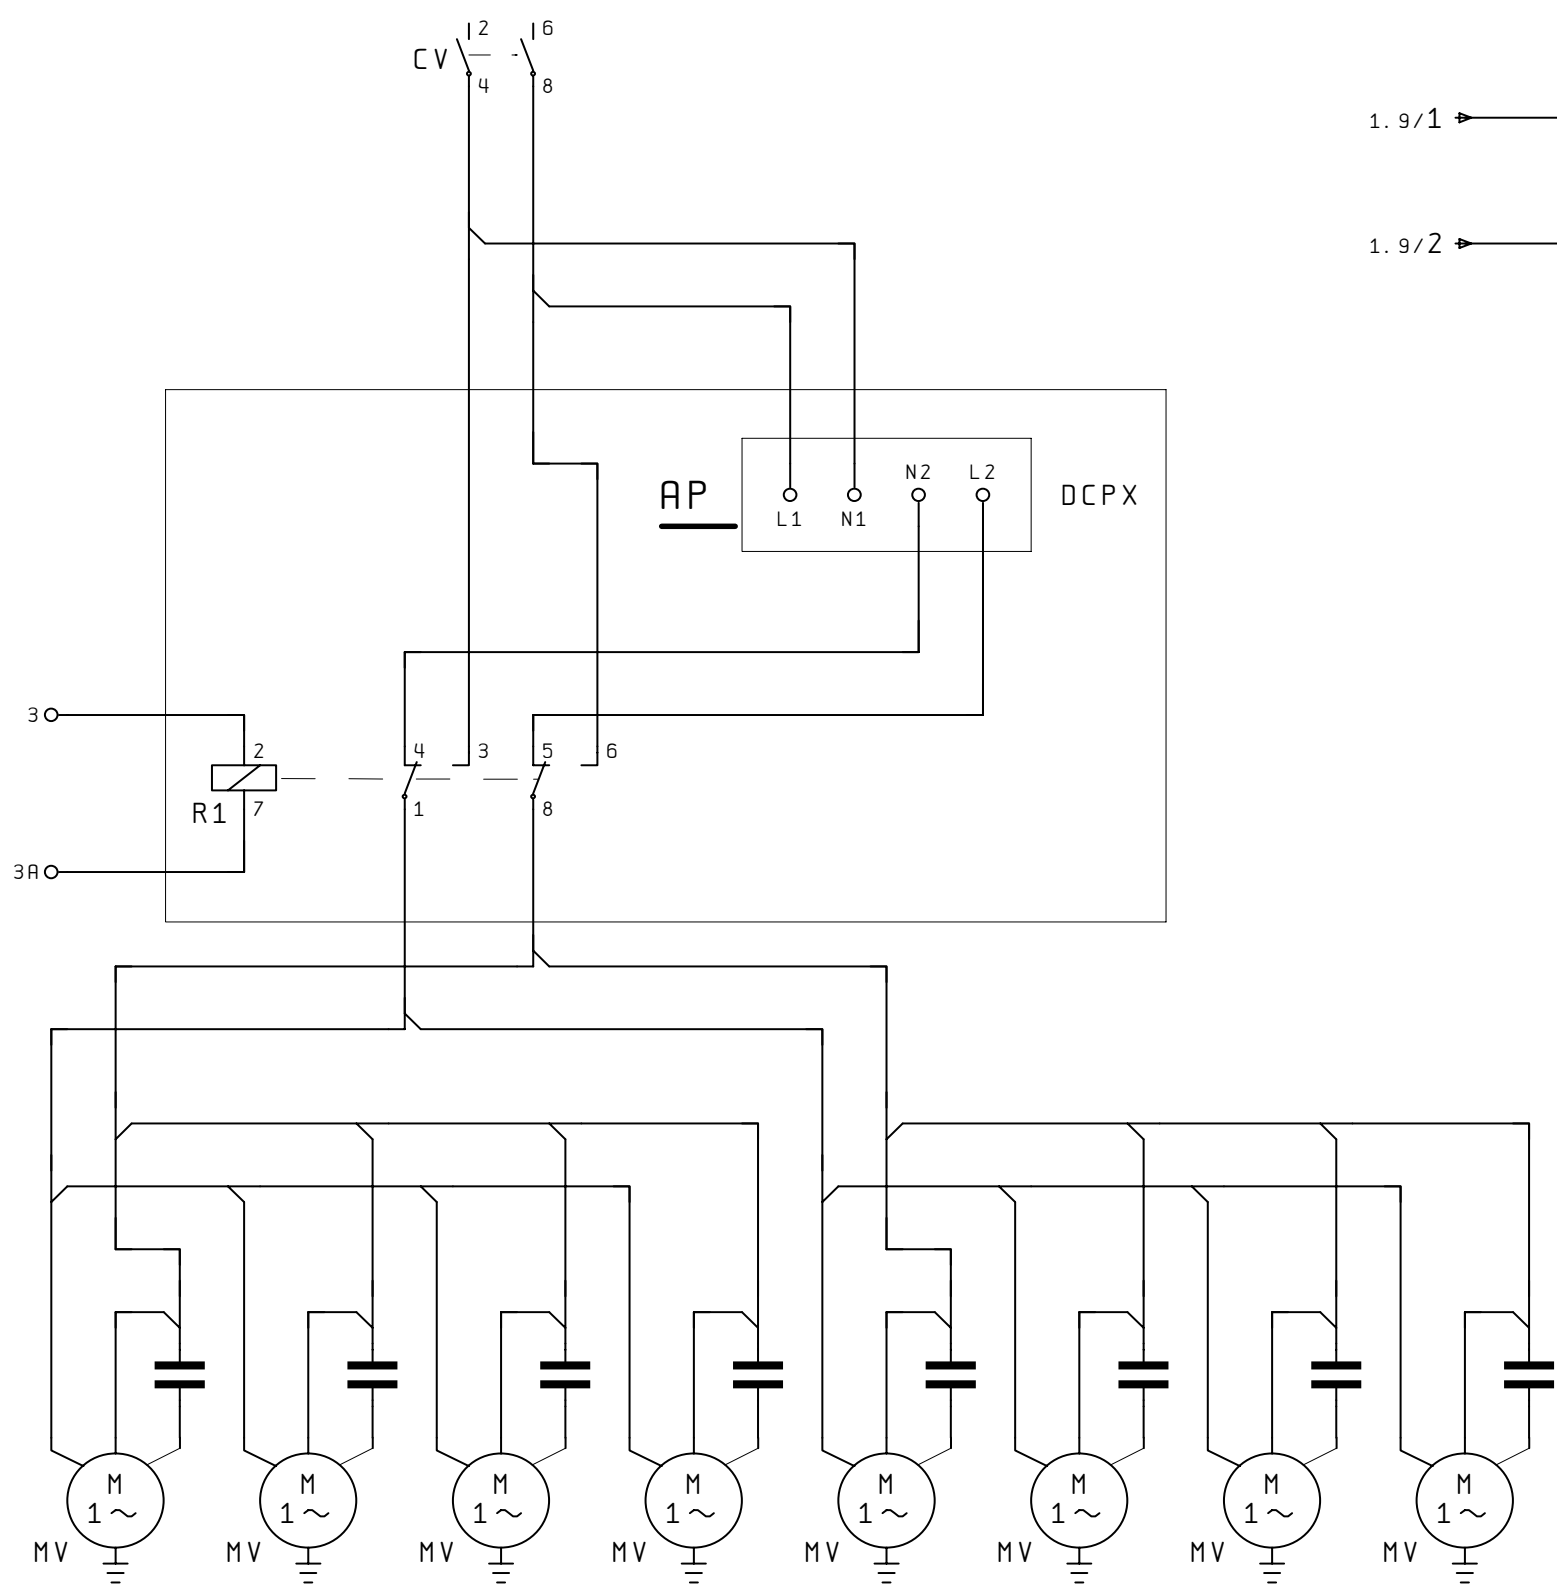 2 6
CV
4 8
1.9/1
1.9/2
N2 L2
AP
DCPX
L1 N1
3
2 4 3 5 6
R1 7 1 8
3A
M M M M M M M M
1~ 1~ 1~ 1~ 1~ 1~ 1~ 1~
MV MV MV MV MV MV MV MV